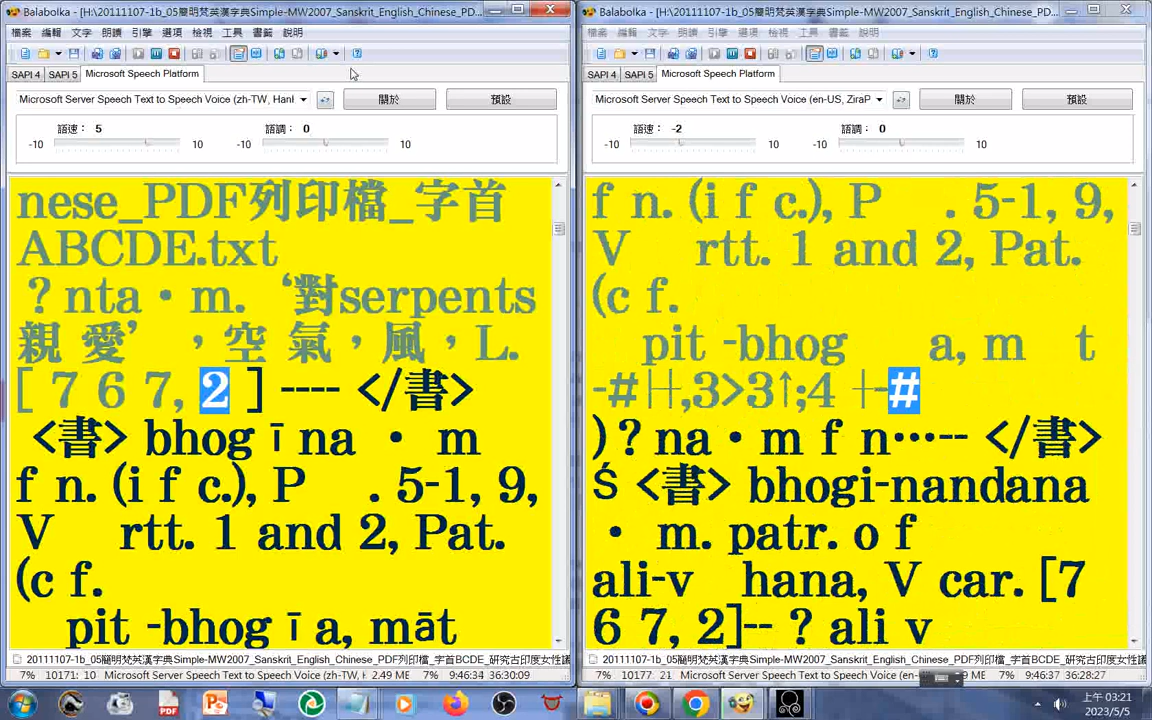 Balabolka - [H:\20111107-1b_05簡明梵英漢字典Simple-MW2007_Sanskrit_English_Chinese_PD...
檔案 編輯 文字 朗讀 引擎 選項 檢視 工具 書籤 說明
SAPI 4 SAPI 5 Microsoft Speech Platform
Microsoft Server Speech Text to Speech Voice (zh-TW, Hanl
關於 預設
語速： 5 語調： 0
-10 10 -10 10
nese_PDF列印檔_字首
ABCDE.txt
？nta・m.‘對serpents
親 愛’，空 氣，風，L.
[ 7 6 7, 2 ] ---- </書>
<書> bhog ī na ・ m
f n. (i f c.), P . 5-1, 9,
V rtt. 1 and 2, Pat.
(c f.
pit -bhog ī a, māt
20111107-1b_05簡明梵英漢字典Simple-MW2007_Sanskrit_English_Chinese_PDF列印檔_字首BCDE_研究古印度女性議
7% 10171: 10 Microsoft Server Speech Text to Speech Voice (zh-TW, H 2.49 ME 7% 9:46:34 36:30:09
Balabolka - [H:\20111107-1b_05簡明梵英漢字典Simple-MW2007_Sanskrit_English_Chinese_PD...
檔案 編輯 文字 朗讀 引擎 選項 檢視 工具 書籤 說明
SAPI 4 SAPI 5 Microsoft Speech Platform
Microsoft Server Speech Text to Speech Voice (en-US, ZiraP
關於 預設
語速： -2 語調： 0
-10 10 -10 10
f n. (i f c.), P . 5-1, 9,
V rtt. 1 and 2, Pat.
(c f.
pit -bhog a, m t
-#├┼,3>3↑;4 ┼-#
)？na・m f n…-- </書>
Ś <書> bhogi-nandana
・ m. patr. o f
ali-v hana, V car. [7
6 7, 2]-- ? ali v
20111107-1b_05簡明梵英漢字典Simple-MW2007_Sanskrit_English_Chinese_PDF列印檔_字首BCDE_研究古印度女性議
7% 10177: 21 Microsoft Server Speech Text to Speech Voice (en-U 9 ME 7% 9:46:37 36:28:27
上午 03:21
2023/5/5